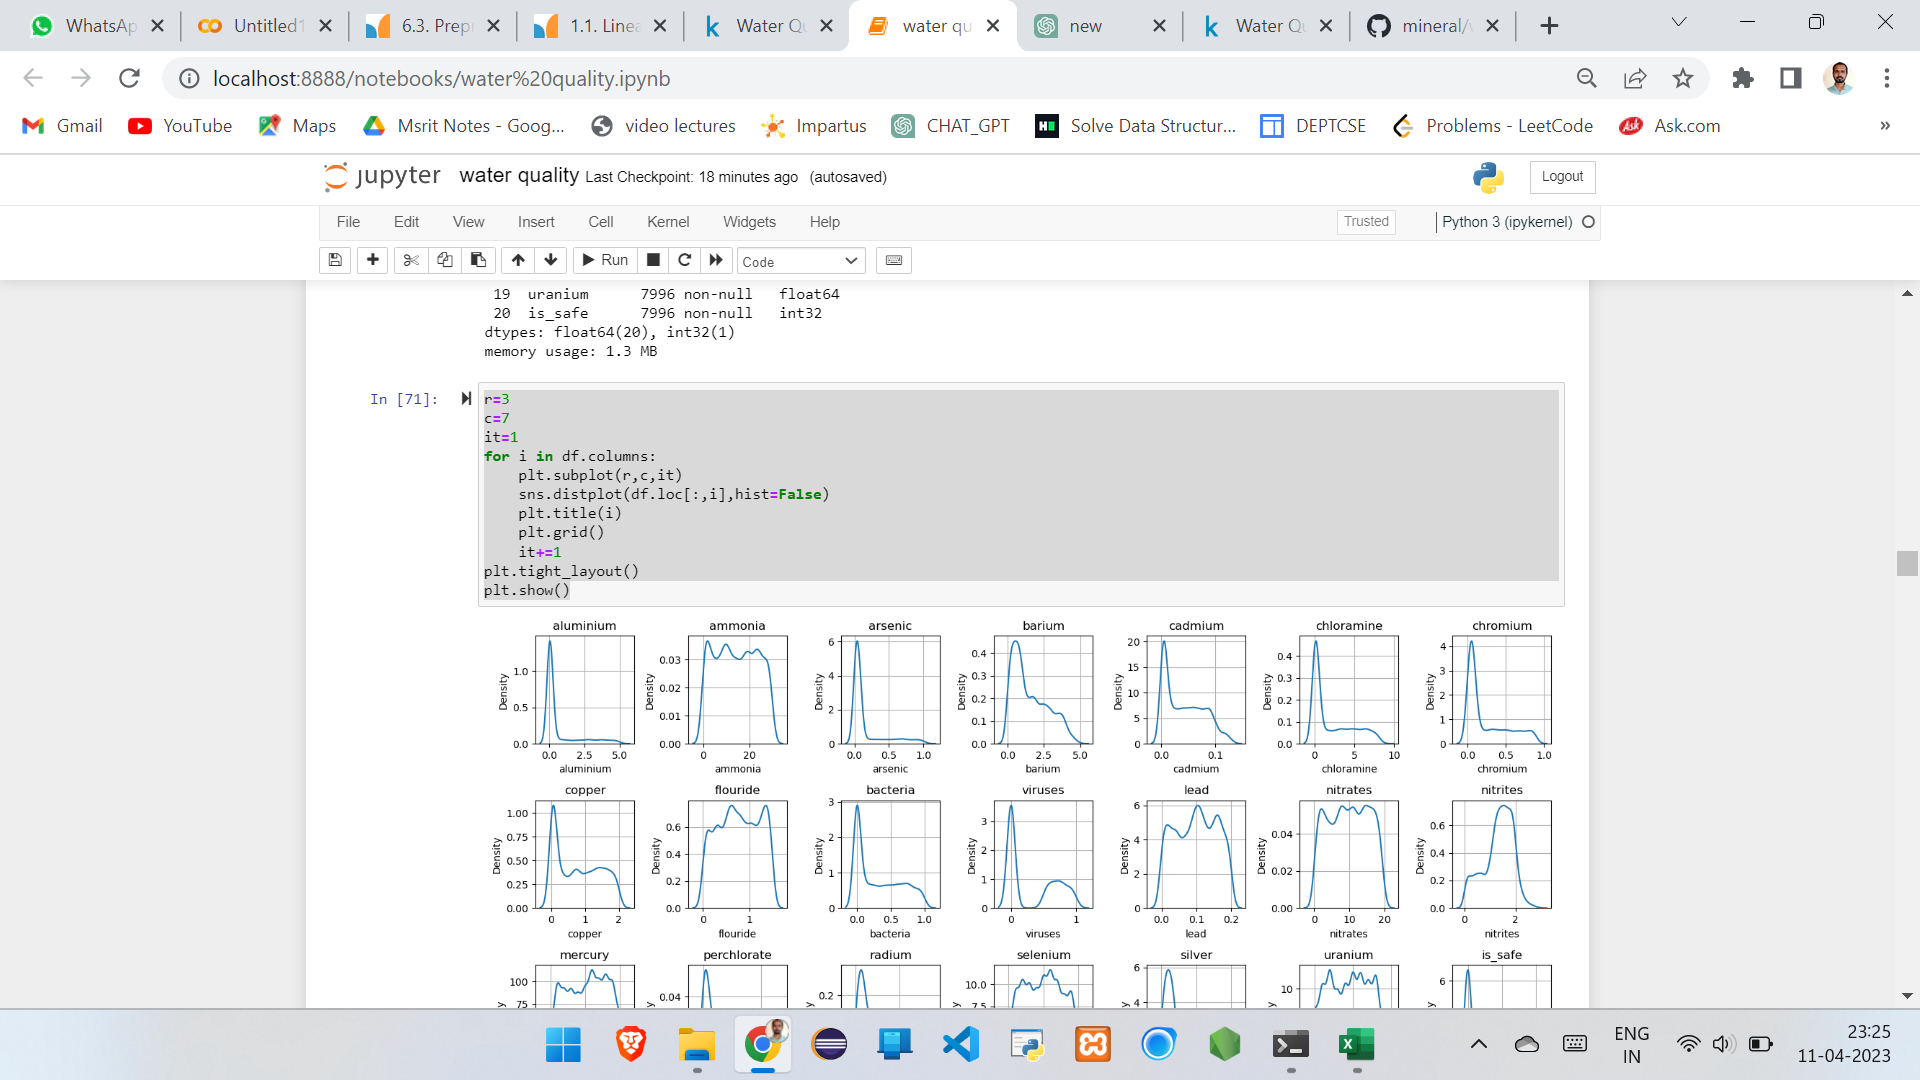 WhatsAp
Untitled1
6.3. Prep
1.1. Linea
Water Qu
water qu
new
Water Qu
mineral/
localhost:8888/notebooks/water%20quality.ipynb
Gmail YouTube Maps Msrit Notes - Goog... video lectures Impartus CHAT_GPT Solve Data Structur... DEPTCSE Problems - LeetCode Ask.com »
jupyter water quality Last Checkpoint: 18 minutes ago (autosaved) Logout
File Edit View Insert Cell Kernel Widgets Help Trusted Python 3 (ipykernel)
Run Code
19 uranium 7996 non-null float64
20 is_safe 7996 non-null int32
dtypes: float64(20), int32(1)
memory usage: 1.3 MB
In [71]:
r=3
c=7
it=1
for i in df.columns:
    plt.subplot(r,c,it)
    sns.distplot(df.loc[:,i],hist=False)
    plt.title(i)
    plt.grid()
    it+=1
plt.tight_layout()
plt.show()
aluminium ammonia arsenic barium cadmium chloramine chromium
Density 1.0 0.5 0.0
Density 0.03 0.02 0.01 0.00
Density 6 4 2 0
Density 0.4 0.3 0.2 0.1 0.0
Density 20 15 10 5 0
Density 0.4 0.3 0.2 0.1 0.0
Density 4 3 2 1 0
0.0 2.5 5.0 0 20 0.0 0.5 1.0 0.0 2.5 5.0 0.0 0.1 0 5 10 0.0 0.5 1.0
aluminium ammonia arsenic barium cadmium chloramine chromium
copper flouride bacteria viruses lead nitrates nitrites
Density 1.00 0.75 0.50 0.25 0.00
Density 0.6 0.4 0.2 0.0
Density 3 2 1 0
Density 3 2 1 0
Density 6 4 2 0
Density 0.04 0.02 0.00
Density 0.6 0.4 0.2 0.0
0 1 2 0 1 0.0 0.5 1.0 0 1 0.0 0.1 0.2 0 10 20 0 2
copper flouride bacteria viruses lead nitrates nitrites
mercury perchlorate radium selenium silver uranium is_safe
100 75
0.04
0.2
10.0 7.5
6 4
10
6
ENG
IN
23:25
11-04-2023